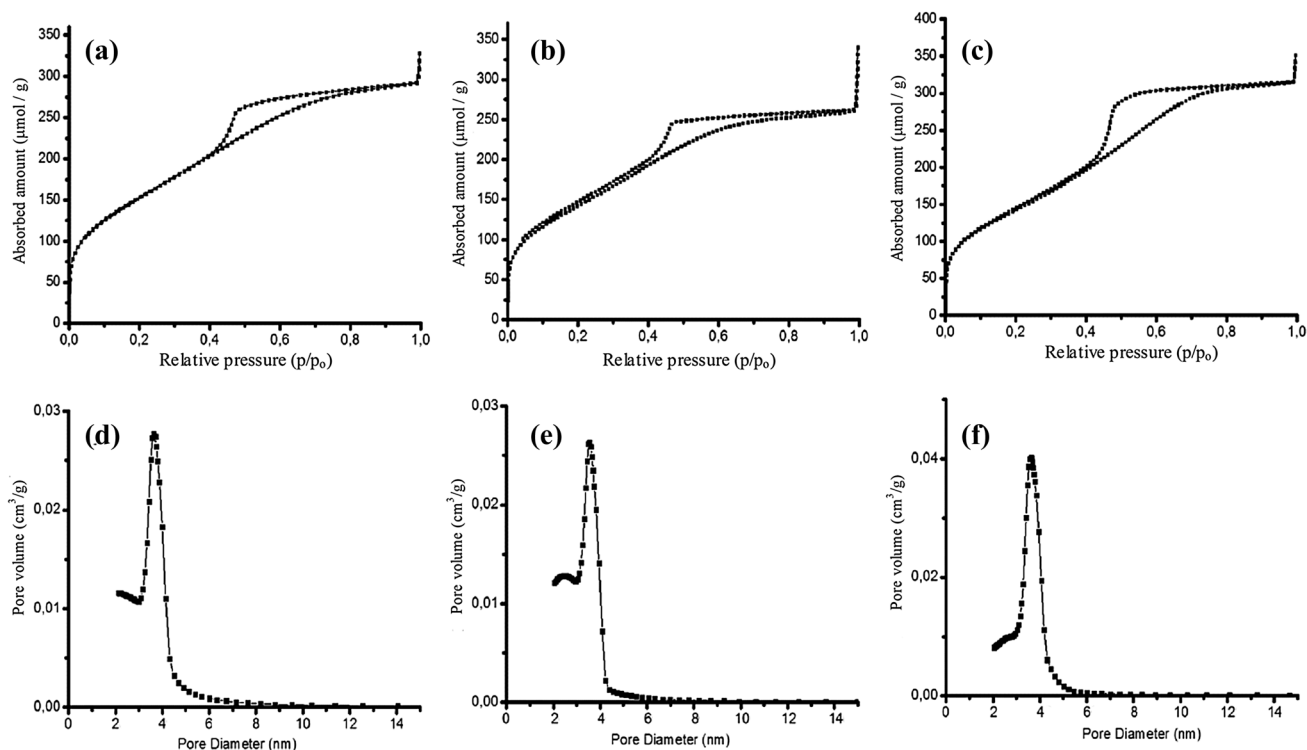 (a)
Absorbed amount (µmol / g)
350
300
250
200
150
100
50
0
0,0 0,2 0,4 0,6 0,8 1,0
Relative pressure (p/p₀)
(b)
Absorbed amount (µmol / g)
350
300
250
200
150
100
50
0
0,0 0,2 0,4 0,6 0,8 1,0
Relative pressure (p/p₀)
(c)
Absorbed amount (µmol / g)
400
350
300
250
200
150
100
50
0
0,0 0,2 0,4 0,6 0,8 1,0
Relative pressure (p/p₀)
(d)
Pore volume (cm³/g)
0,03
0,02
0,01
0,00
0 2 4 6 8 10 12 14
Pore Diameter (nm)
(e)
Pore volume (cm³/g)
0,03
0,02
0,01
0,00
0 2 4 6 8 10 12 14
Pore Diameter (nm)
(f)
Pore volume (cm³/g)
0,04
0,02
0,00
0 2 4 6 8 10 12 14
Pore Diameter (nm)